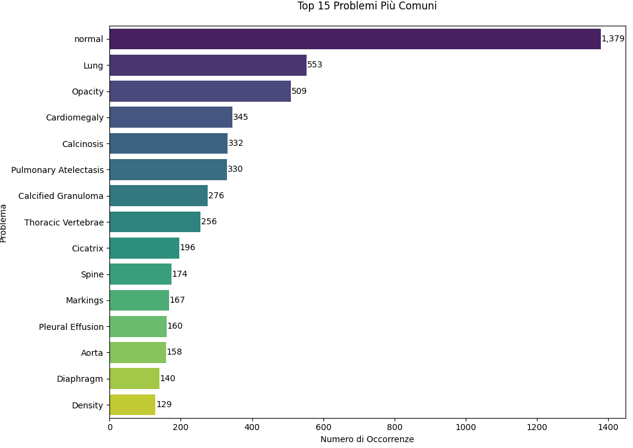 Top 15 Problemi Più Comuni
normal 1,379
Lung 553
Opacity 509
Cardiomegaly 345
Calcinosis 332
Pulmonary Atelectasis 330
Calcified Granuloma 276
Thoracic Vertebrae 256
Cicatrix 196
Spine 174
Markings 167
Pleural Effusion 160
Aorta 158
Diaphragm 140
Density 129
Problema
0 200 400 600 800 1000 1200 1400
Numero di Occorrenze